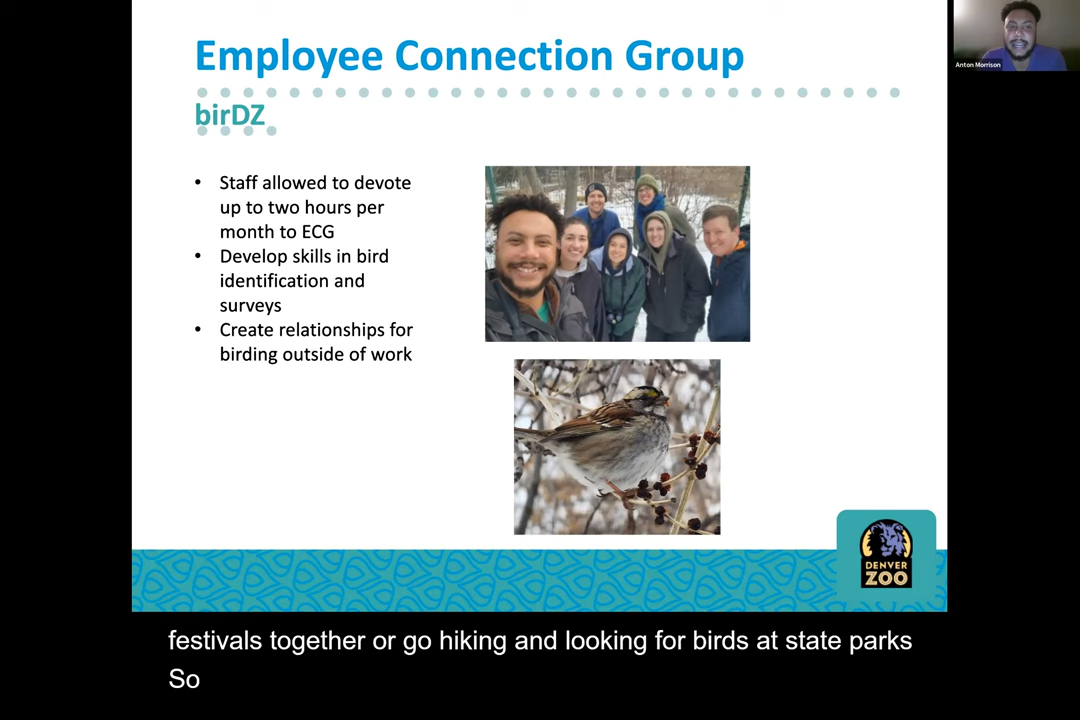 Employee Connection Group
birDZ
• Staff allowed to devote
up to two hours per
month to ECG
• Develop skills in bird
identification and
surveys
• Create relationships for
birding outside of work
Anton Morrison
DENVER
ZOO
festivals together or go hiking and looking for birds at state parks
So